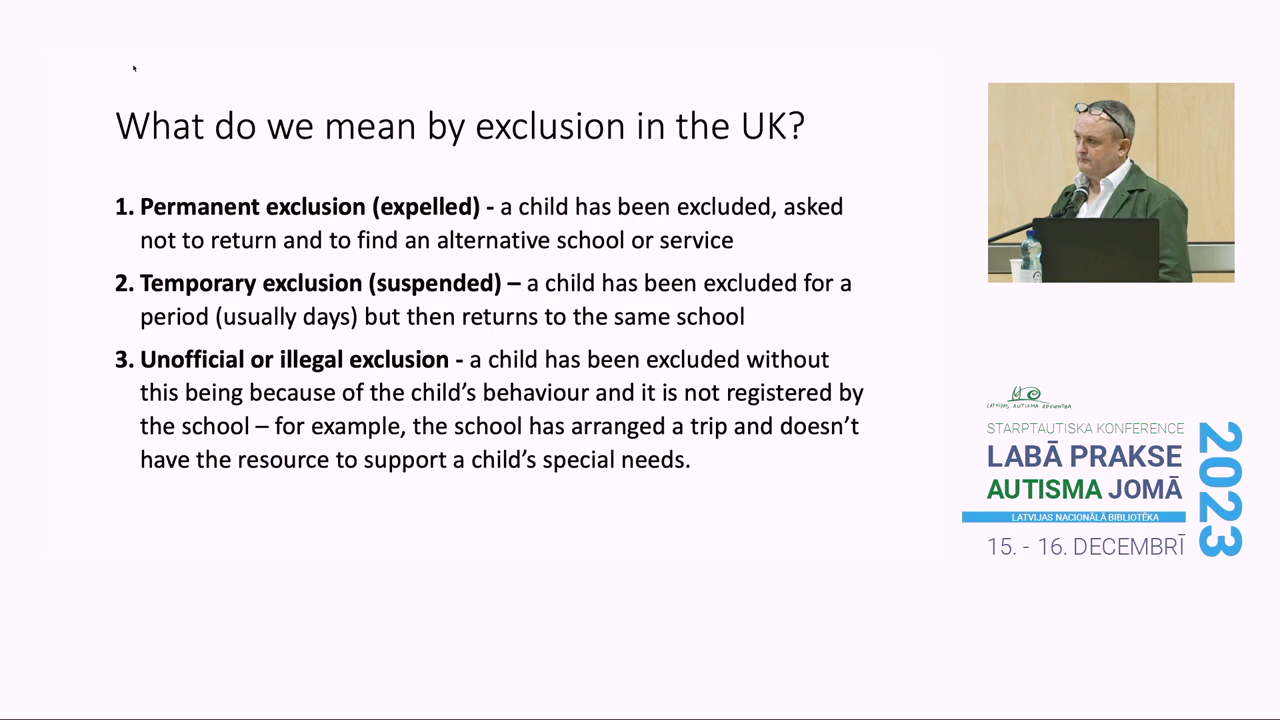 What do we mean by exclusion in the UK?
1. Permanent exclusion (expelled) - a child has been excluded, asked
not to return and to find an alternative school or service
2. Temporary exclusion (suspended) – a child has been excluded for a
period (usually days) but then returns to the same school
3. Unofficial or illegal exclusion - a child has been excluded without
this being because of the child’s behaviour and it is not registered by
the school – for example, the school has arranged a trip and doesn’t
have the resource to support a child’s special needs.
LATVIJAS AUTISMA APVIENĪBA
STARPTAUTISKA KONFERENCE
LABĀ PRAKSE
AUTISMA JOMĀ
2023
LATVIJAS NACIONĀLĀ BIBLIOTĒKA
15. - 16. DECEMBRĪ